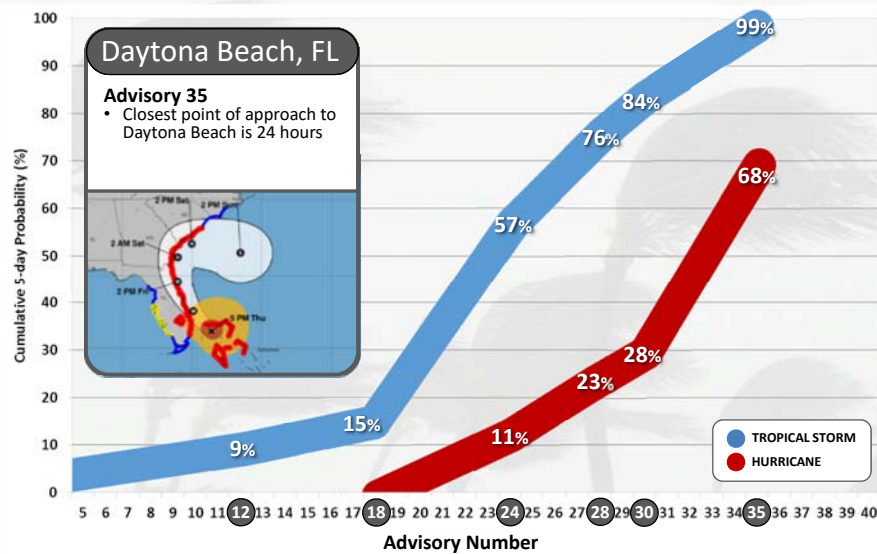 Daytona Beach, FL
Advisory 35
• Closest point of approach to
Daytona Beach is 24 hours
2 PM Sat
2 PM Sun
2 AM Sat
2 PM Fri
5 PM Thu
Cumulative 5-day Probability (%)
100
90
80
70
60
50
40
30
20
10
0
9%
15%
57%
76%
84%
99%
11%
23%
28%
68%
TROPICAL STORM
HURRICANE
5 6 7 8 9 10 11 12 13 14 15 16 17 18 19 20 21 22 23 24 25 26 27 28 29 30 31 32 33 34 35 36 37 38 39 40
Advisory Number